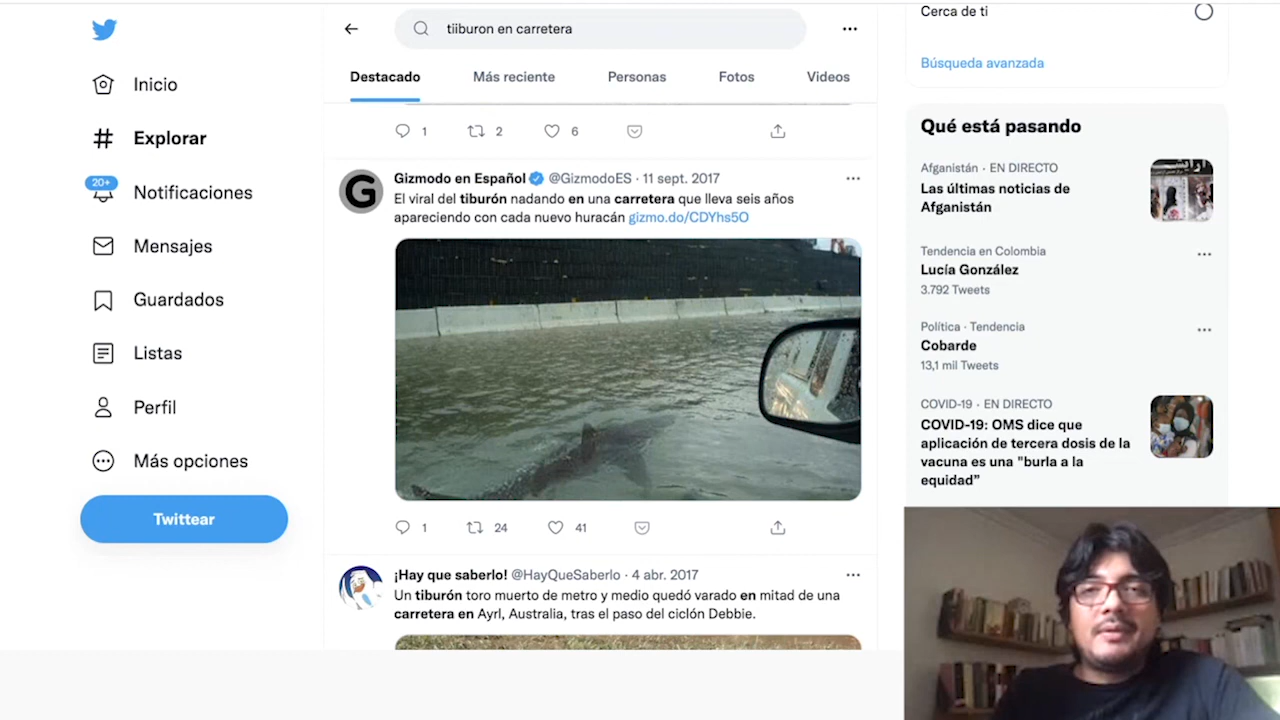 tiiburon en carretera
Destacado
Más reciente
Personas
Fotos
Videos
Inicio
Explorar
20+
Notificaciones
Mensajes
Guardados
Listas
Perfil
Más opciones
Twittear
1
2
6
G
Gizmodo en Español @GizmodoES · 11 sept. 2017
El viral del tiburón nadando en una carretera que lleva seis años
apareciendo con cada nuevo huracán gizmo.do/CDYhs5O
1
24
41
¡Hay que saberlo! @HayQueSaberlo · 4 abr. 2017
Un tiburón toro muerto de metro y medio quedó varado en mitad de una
carretera en Ayrl, Australia, tras el paso del ciclón Debbie.
Cerca de ti
Búsqueda avanzada
Qué está pasando
Afganistán · EN DIRECTO
Las últimas noticias de
Afganistán
Tendencia en Colombia
Lucía González
3.792 Tweets
Política · Tendencia
Cobarde
13,1 mil Tweets
COVID-19 · EN DIRECTO
COVID-19: OMS dice que
aplicación de tercera dosis de la
vacuna es una "burla a la
equidad”